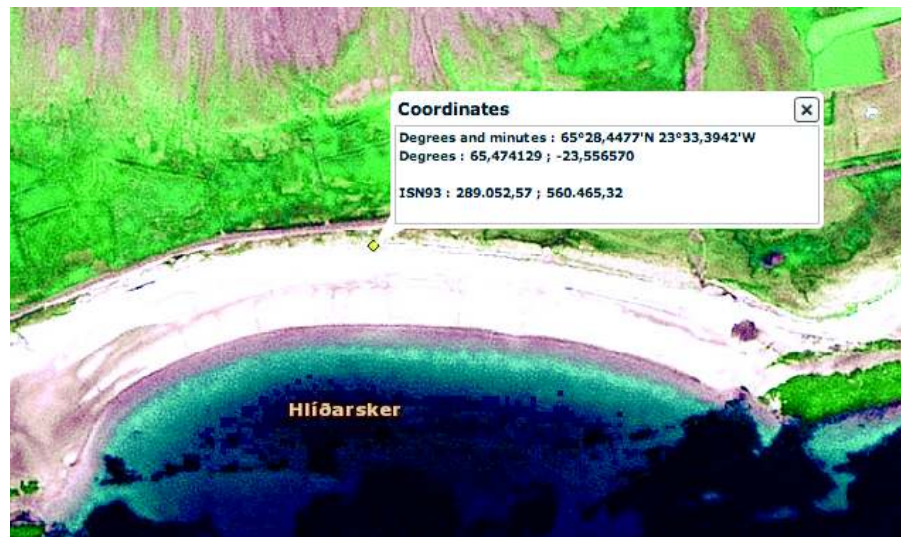 Coordinates
Degrees and minutes : 65°28,4477'N 23°33,3942'W
Degrees : 65,474129 ; -23,556570
ISN93 : 289.052,57 ; 560.465,32
Hlíðarsker